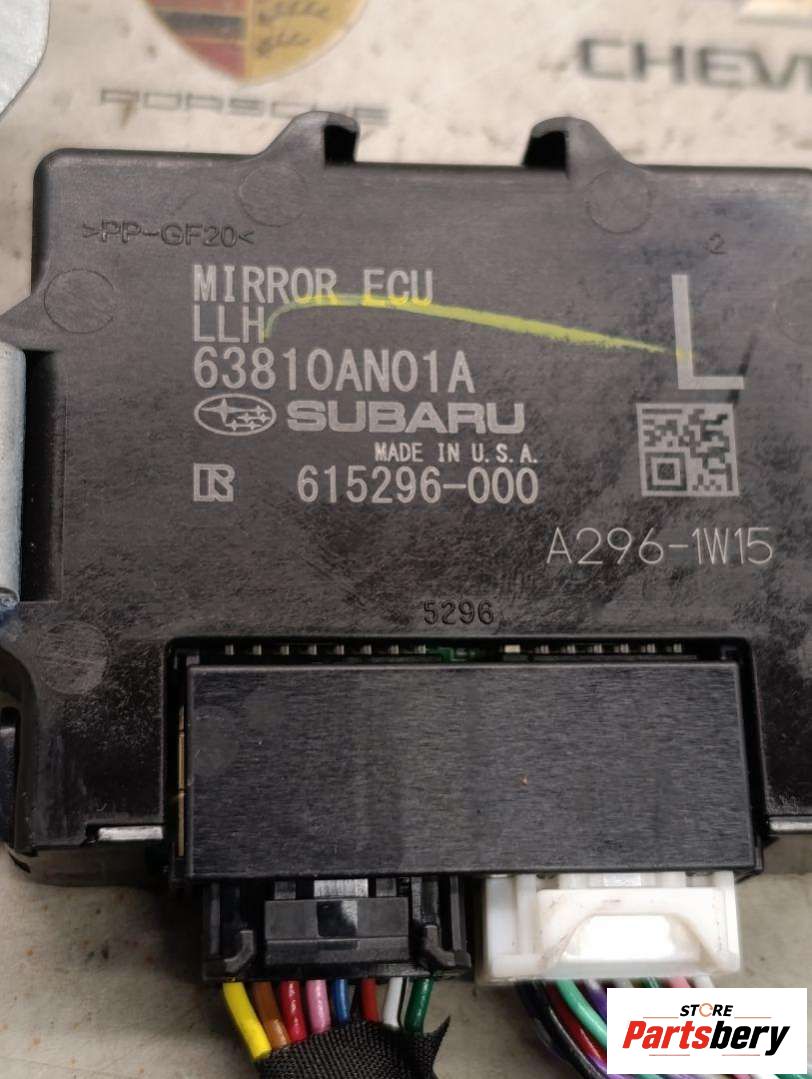 PORSCHE
CHEV
>PP-GF20<
2
MIRROR ECU
LLH
L
63810AN01A
SUBARU
MADE IN U.S.A.
615296-000
A296-1W15
5296
STORE
Partsbery